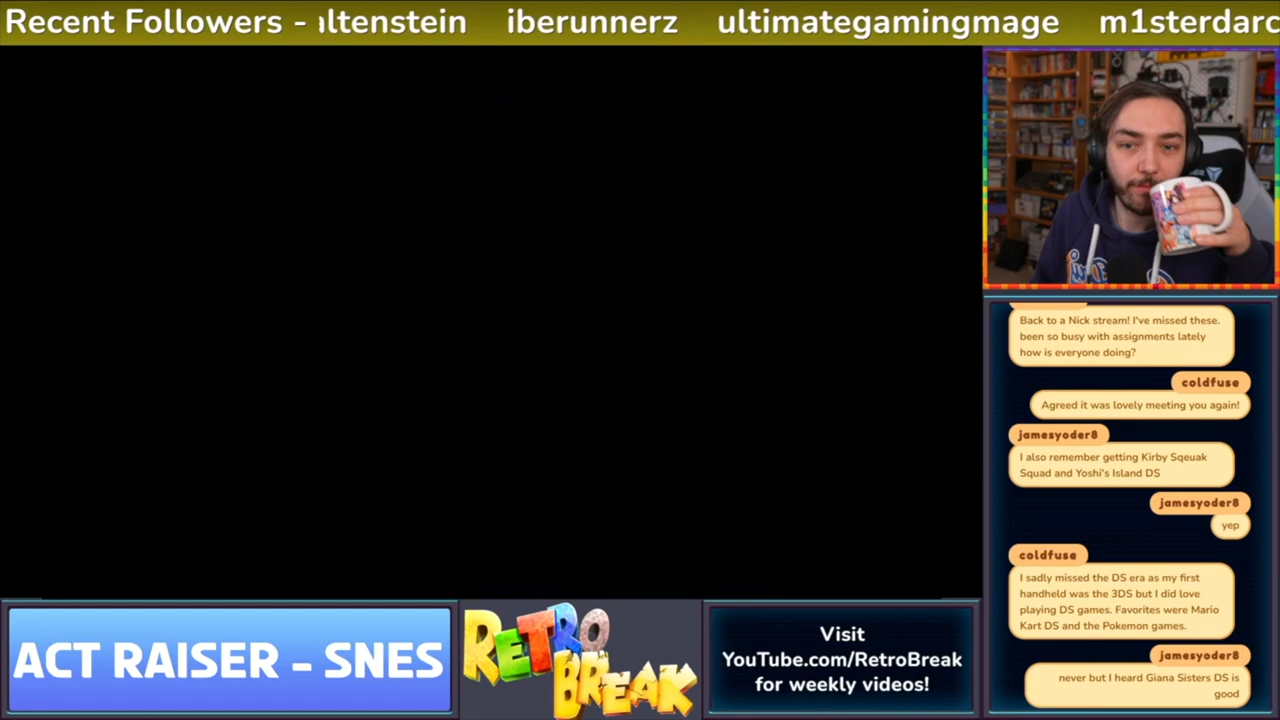 Recent Followers - altenstein iberunnerz ultimategamingmage m1sterdarc
Back to a Nick stream! I've missed these.
been so busy with assignments lately
how is everyone doing?
coldfuse
Agreed it was lovely meeting you again!
jamesyoder8
I also remember getting Kirby Sqeuak
Squad and Yoshi's Island DS
jamesyoder8
yep
coldfuse
I sadly missed the DS era as my first
handheld was the 3DS but I did love
playing DS games. Favorites were Mario
Kart DS and the Pokemon games.
jamesyoder8
never but I heard Giana Sisters DS is
good
ACT RAISER - SNES
RETRO
BREAK
Visit
YouTube.com/RetroBreak
for weekly videos!